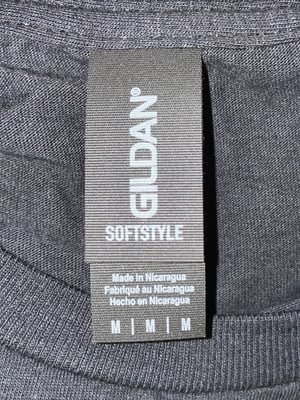 GILDAN®
SOFTSTYLE
Made in Nicaragua
Fabriqué au Nicaragua
Hecho en Nicaragua
M | M | M